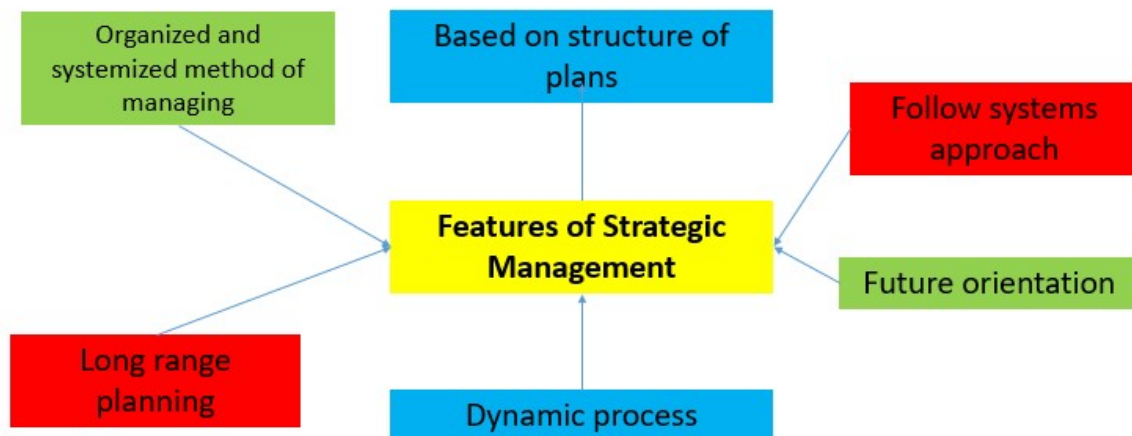 Organized and
systemized method of
managing
Based on structure of
plans
Follow systems
approach
Features of Strategic
Management
Future orientation
Long range
planning
Dynamic process